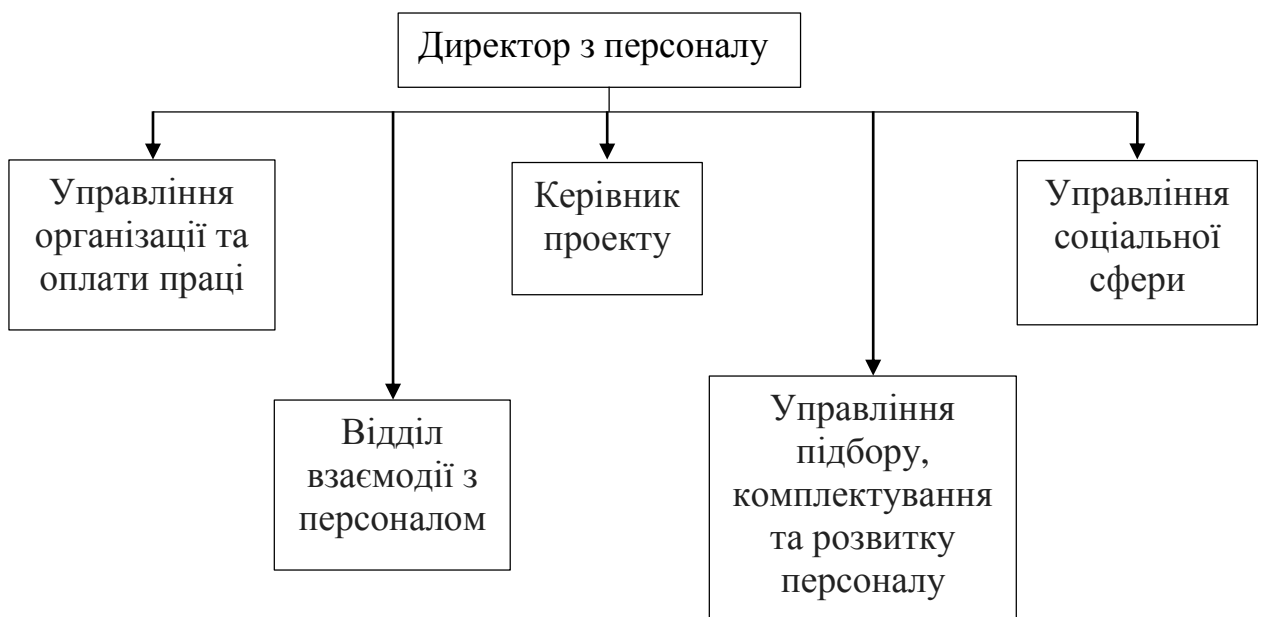 Директор з персоналу
Управління
організації та
оплати праці
Керівник
проекту
Управління
соціальної
сфери
Відділ
взаємодії з
персоналом
Управління
підбору,
комплектування
та розвитку
персоналу